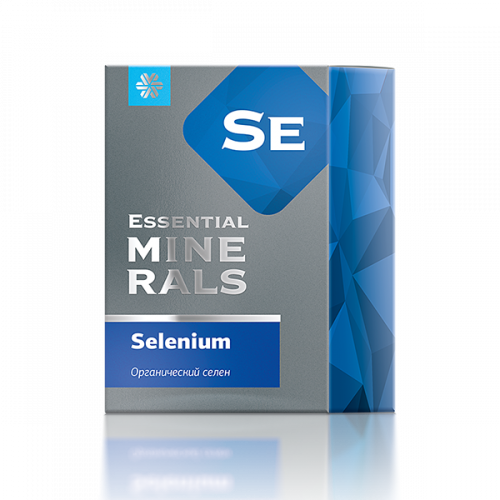 SE
ESSENTIAL
MINE
RALS
Selenium
Органический селен